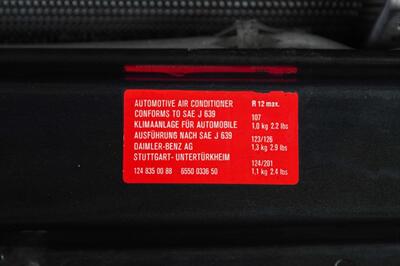 AUTOMOTIVE AIR CONDITIONER
CONFORMS TO SAE J 639
KLIMAANLAGE FÜR AUTOMOBILE
AUSFÜHRUNG NACH SAE J 639
DAIMLER-BENZ AG
STUTTGART- UNTERTÜRKHEIM
124 835 00 88 6550 0336 50
R 12 max.
107
1,0 kg 2.2 lbs
123/126
1,3 kg 2.9 lbs
124/201
1,1 kg 2.4 lbs